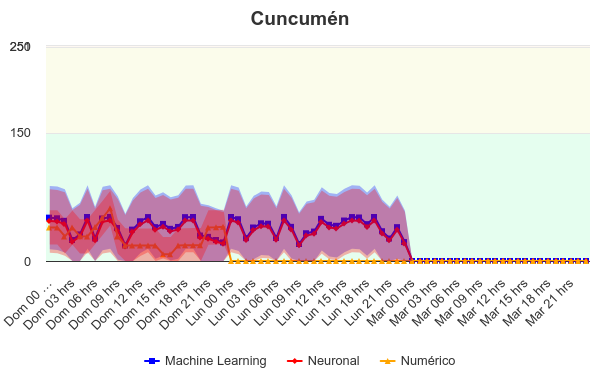 Cuncumén
150
0
Dom 00 ...
Dom 03 hrs
Dom 06 hrs
Dom 09 hrs
Dom 12 hrs
Dom 15 hrs
Dom 18 hrs
Dom 21 hrs
Lun 00 hrs
Lun 03 hrs
Lun 06 hrs
Lun 09 hrs
Lun 12 hrs
Lun 15 hrs
Lun 18 hrs
Lun 21 hrs
Mar 00 hrs
Mar 03 hrs
Mar 06 hrs
Mar 09 hrs
Mar 12 hrs
Mar 15 hrs
Mar 18 hrs
Mar 21 hrs
Machine Learning Neuronal Numérico